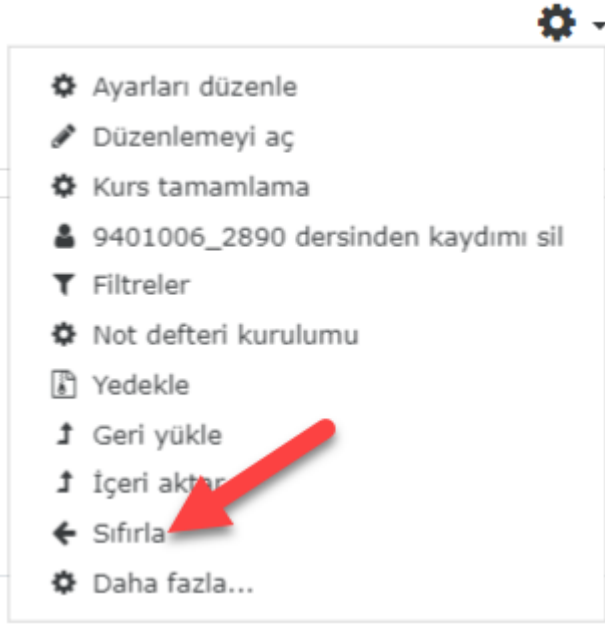 Ayarları düzenle
Düzenlemeyi aç
Kurs tamamlama
9401006_2890 dersinden kaydımı sil
Filtreler
Not defteri kurulumu
Yedekle
Geri yükle
İçeri aktar
Sıfırla
Daha fazla...